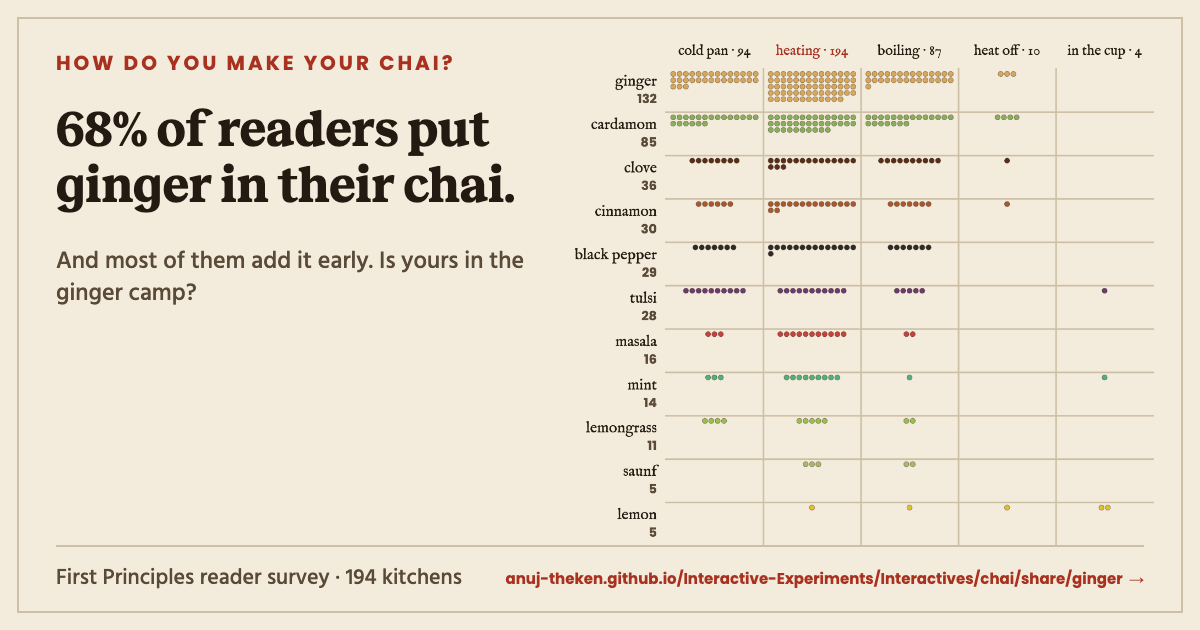 HOW DO YOU MAKE YOUR CHAI?
68% of readers put
ginger in their chai.
And most of them add it early. Is yours in the
ginger camp?
cold pan · 94
heating · 194
boiling · 87
heat off · 10
in the cup · 4
ginger
132
cardamom
85
clove
36
cinnamon
30
black pepper
29
tulsi
28
masala
16
mint
14
lemongrass
11
saunf
5
lemon
5
First Principles reader survey · 194 kitchens
anuj-theken.github.io/Interactive-Experiments/Interactives/chai/share/ginger →